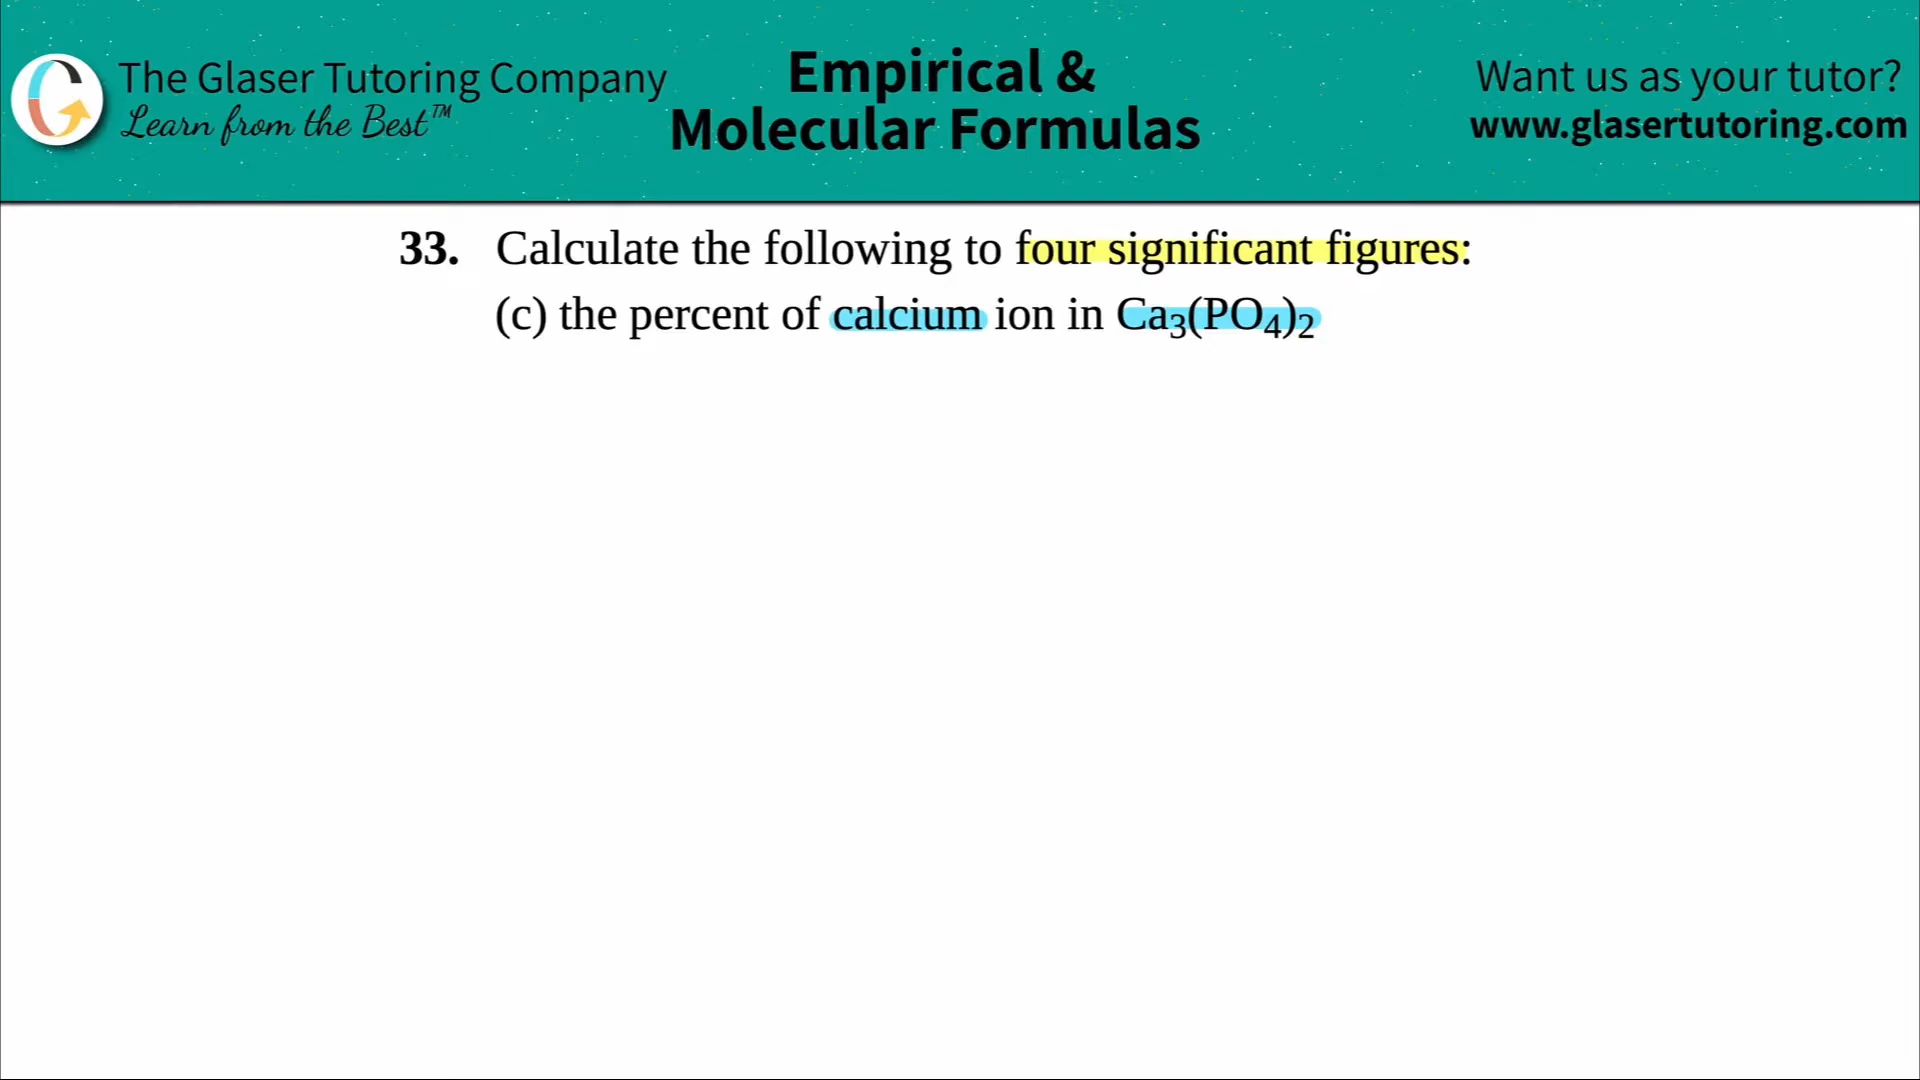 The Glaser Tutoring Company
Learn from the Best™
Empirical &
Molecular Formulas
Want us as your tutor?
www.glasertutoring.com
33. Calculate the following to four significant figures:
(c) the percent of calcium ion in Ca₃(PO₄)₂